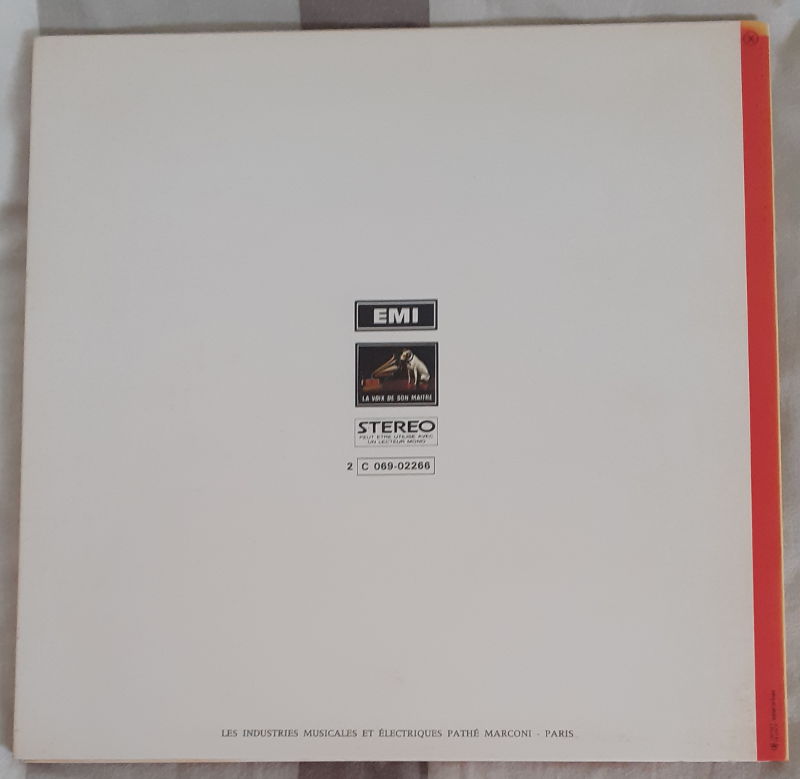 EMI
LA VOIX DE SON MAITRE
STEREO
PEUT ETRE UTILISE AVEC
UN LECTEUR MONO
2 C 069-02266
LES INDUSTRIES MUSICALES ET ÉLECTRIQUES PATHÉ MARCONI - PARIS